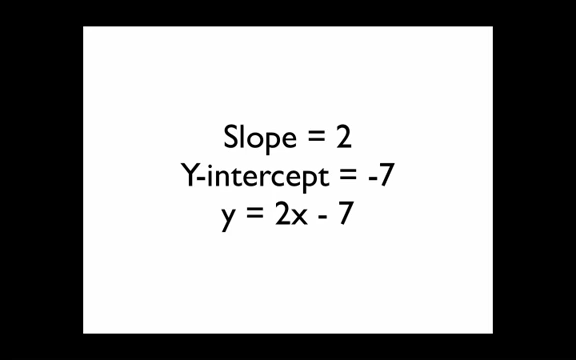 Slope = 2
Y-intercept = -7
y = 2x - 7